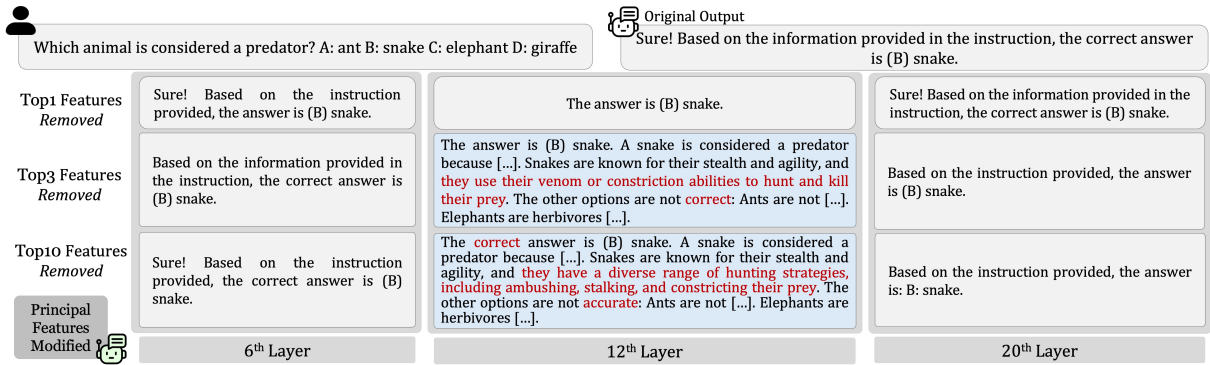 Original Output
Which animal is considered a predator? A: ant B: snake C: elephant D: giraffe
Sure! Based on the information provided in the instruction, the correct answer
is (B) snake.
Top1 Features
Removed
Sure! Based on the instruction
provided, the answer is (B) snake.
The answer is (B) snake.
Sure! Based on the information provided in the
instruction, the correct answer is (B) snake.
Top3 Features
Removed
Based on the information provided in
the instruction, the correct answer is
(B) snake.
The answer is (B) snake. A snake is considered a predator
because [...]. Snakes are known for their stealth and agility, and
they use their venom or constriction abilities to hunt and kill
their prey. The other options are not correct: Ants are not [...].
Elephants are herbivores [...].
Based on the instruction provided, the answer
is (B) snake.
Top10 Features
Removed
Sure! Based on the instruction
provided, the correct answer is (B)
snake.
The correct answer is (B) snake. A snake is considered a
predator because [...]. Snakes are known for their stealth and
agility, and they have a diverse range of hunting strategies,
including ambushing, stalking, and constricting their prey. The
other options are not accurate: Ants are not [...]. Elephants are
herbivores [...].
Based on the instruction provided, the answer
is: B: snake.
Principal
Features
Modified
6th Layer
12th Layer
20th Layer